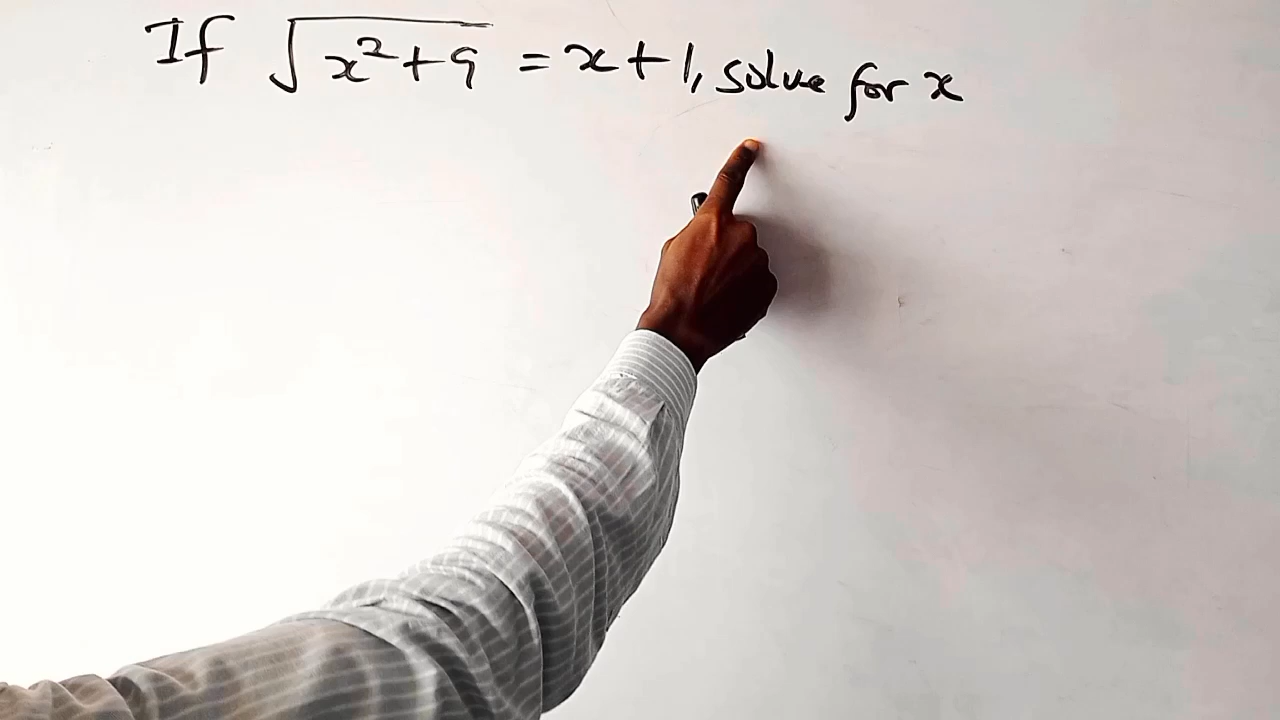 If √(x²+9) = x+1, solve for x